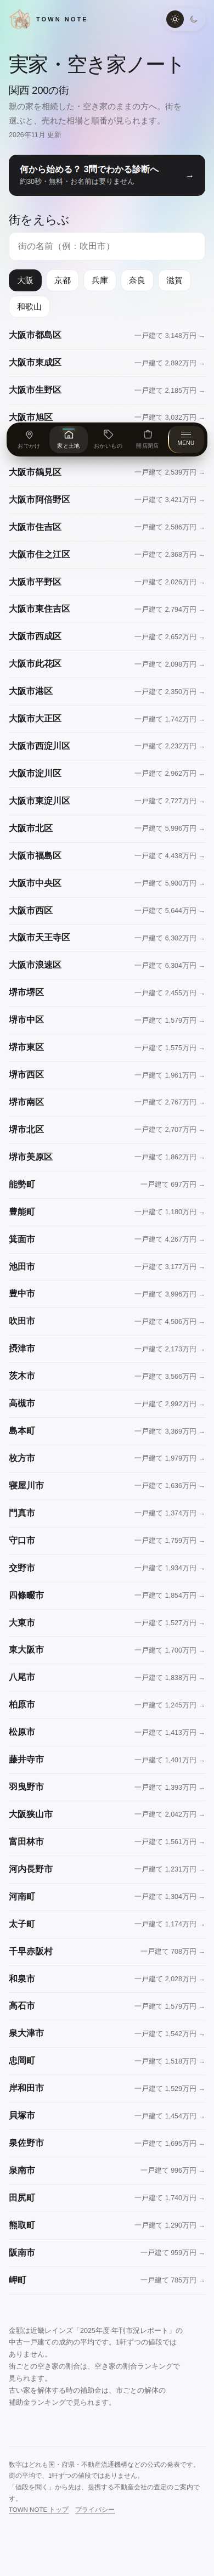 TOWN NOTE
実家・空き家ノート
関西 200の街
親の家を相続した・空き家のままの方へ。街を
選ぶと、売れた相場と順番が見られます。
2026年11月 更新
何から始める？ 3問でわかる診断へ
約30秒・無料・お名前は要りません
→
街をえらぶ
街の名前（例：吹田市）
大阪 京都 兵庫 奈良 滋賀
和歌山
大阪市都島区 一戸建て 3,148万円 →
大阪市東成区 一戸建て 2,892万円 →
大阪市生野区 一戸建て 2,185万円 →
大阪市旭区 一戸建て 3,032万円 →
おでかけ 家と土地 おかいもの 開店閉店 MENU
大阪市鶴見区 一戸建て 2,539万円 →
大阪市阿倍野区 一戸建て 3,421万円 →
大阪市住吉区 一戸建て 2,586万円 →
大阪市住之江区 一戸建て 2,368万円 →
大阪市平野区 一戸建て 2,026万円 →
大阪市東住吉区 一戸建て 2,794万円 →
大阪市西成区 一戸建て 2,652万円 →
大阪市此花区 一戸建て 2,098万円 →
大阪市港区 一戸建て 2,350万円 →
大阪市大正区 一戸建て 1,742万円 →
大阪市西淀川区 一戸建て 2,232万円 →
大阪市淀川区 一戸建て 2,962万円 →
大阪市東淀川区 一戸建て 2,727万円 →
大阪市北区 一戸建て 5,996万円 →
大阪市福島区 一戸建て 4,438万円 →
大阪市中央区 一戸建て 5,900万円 →
大阪市西区 一戸建て 5,644万円 →
大阪市天王寺区 一戸建て 6,302万円 →
大阪市浪速区 一戸建て 6,304万円 →
堺市堺区 一戸建て 2,455万円 →
堺市中区 一戸建て 1,579万円 →
堺市東区 一戸建て 1,575万円 →
堺市西区 一戸建て 1,961万円 →
堺市南区 一戸建て 2,767万円 →
堺市北区 一戸建て 2,707万円 →
堺市美原区 一戸建て 1,862万円 →
能勢町 一戸建て 697万円 →
豊能町 一戸建て 1,180万円 →
箕面市 一戸建て 4,267万円 →
池田市 一戸建て 3,177万円 →
豊中市 一戸建て 3,996万円 →
吹田市 一戸建て 4,506万円 →
摂津市 一戸建て 2,173万円 →
茨木市 一戸建て 3,566万円 →
高槻市 一戸建て 2,992万円 →
島本町 一戸建て 3,369万円 →
枚方市 一戸建て 1,979万円 →
寝屋川市 一戸建て 1,636万円 →
門真市 一戸建て 1,374万円 →
守口市 一戸建て 1,759万円 →
交野市 一戸建て 1,934万円 →
四條畷市 一戸建て 1,854万円 →
大東市 一戸建て 1,527万円 →
東大阪市 一戸建て 1,700万円 →
八尾市 一戸建て 1,838万円 →
柏原市 一戸建て 1,245万円 →
松原市 一戸建て 1,413万円 →
藤井寺市 一戸建て 1,401万円 →
羽曳野市 一戸建て 1,393万円 →
大阪狭山市 一戸建て 2,042万円 →
富田林市 一戸建て 1,561万円 →
河内長野市 一戸建て 1,231万円 →
河南町 一戸建て 1,304万円 →
太子町 一戸建て 1,174万円 →
千早赤阪村 一戸建て 708万円 →
和泉市 一戸建て 2,028万円 →
高石市 一戸建て 1,579万円 →
泉大津市 一戸建て 1,542万円 →
忠岡町 一戸建て 1,518万円 →
岸和田市 一戸建て 1,529万円 →
貝塚市 一戸建て 1,454万円 →
泉佐野市 一戸建て 1,695万円 →
泉南市 一戸建て 996万円 →
田尻町 一戸建て 1,740万円 →
熊取町 一戸建て 1,290万円 →
阪南市 一戸建て 959万円 →
岬町 一戸建て 785万円 →
金額は近畿レインズ「2025年度 年刊市況レポート」の
中古一戸建ての成約の平均です。1軒ずつの値段では
ありません。
街ごとの空き家の割合は、空き家の割合ランキングで
見られます。
古い家を解体する時の補助金は、市ごとの解体の
補助金ランキングで見られます。
数字はどれも国・府県・不動産流通機構などの公式の発表です。
街の平均で、1軒ずつの値段ではありません。
「値段を聞く」から先は、提携する不動産会社の査定のご案内で
す。
TOWN NOTE トップ プライバシー